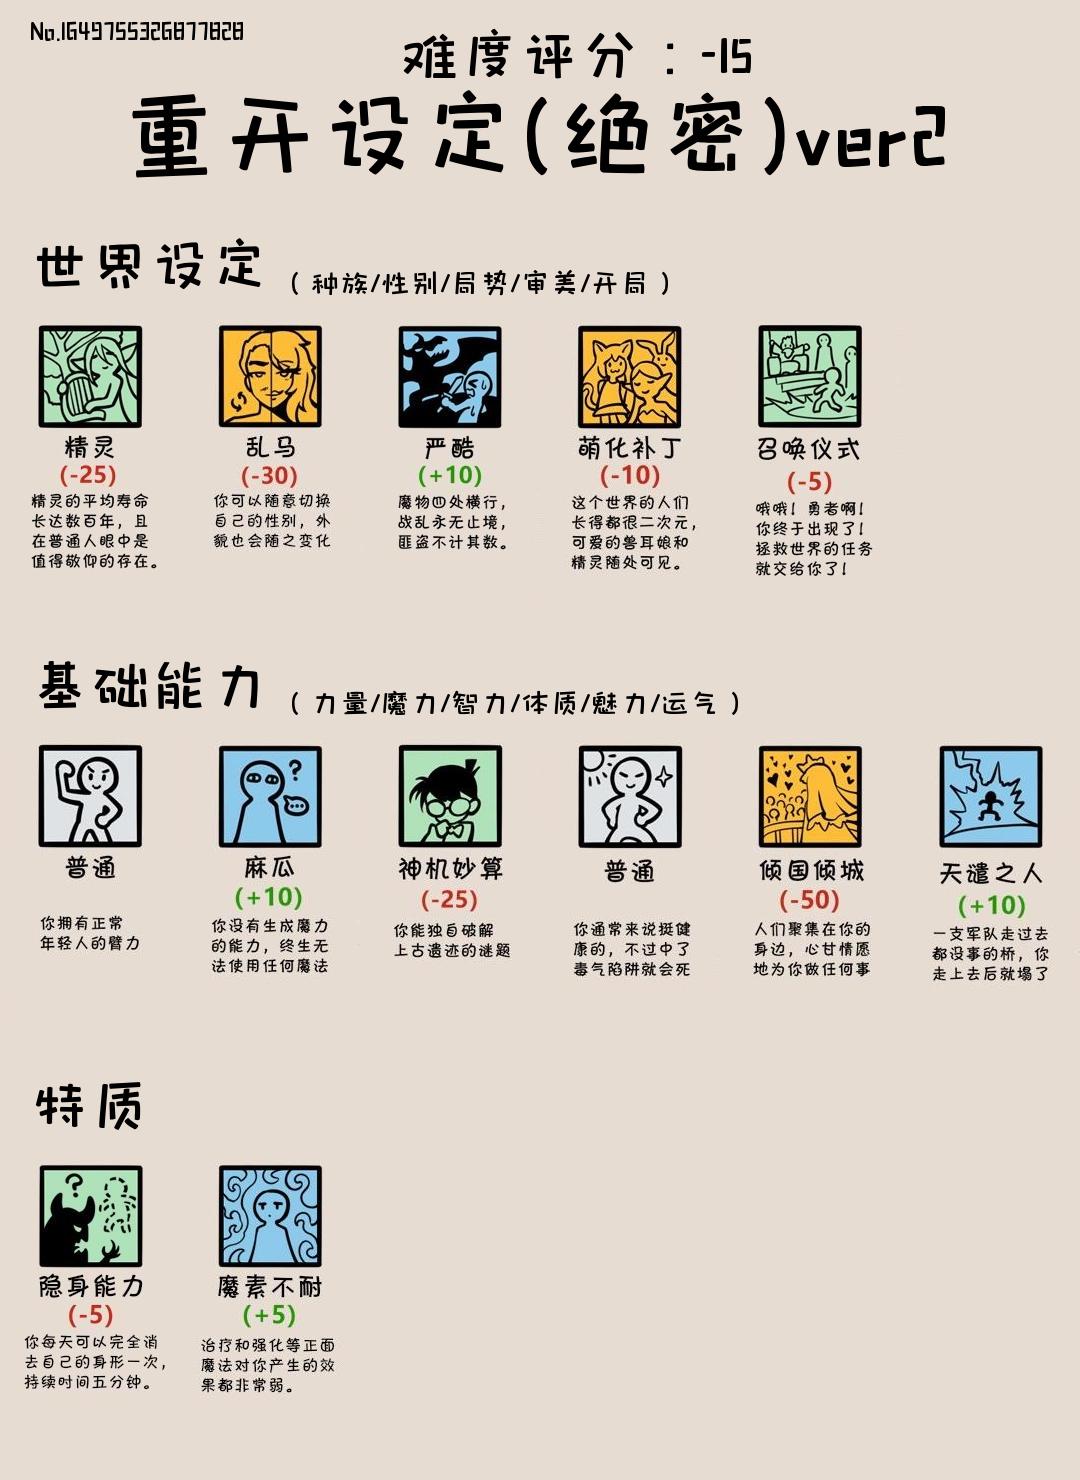 No.1649755326877828
难度评分：-15
重开设定(绝密)ver2
世界设定（种族/性别/局势/审美/开局）
精灵
(-25)
精灵的平均寿命
长达数百年，且
在普通人眼中是
值得敬仰的存在。
乱马
(-30)
你可以随意切换
自己的性别，外
貌也会随之变化
严酷
(+10)
魔物四处横行，
战乱永无止境，
匪盗不计其数。
萌化补丁
(-10)
这个世界的人们
长得都很二次元，
可爱的兽耳娘和
精灵随处可见。
召唤仪式
(-5)
哦哦！勇者啊！
你终于出现了！
拯救世界的任务
就交给你了！
基础能力（力量/魔力/智力/体质/魅力/运气）
普通
你拥有正常
年轻人的臂力
麻瓜
(+10)
你没有生成魔力
的能力，终生无
法使用任何魔法
神机妙算
(-25)
你能独自破解
上古遗迹的谜题
普通
你通常来说挺健
康的，不过中了
毒气陷阱就会死
倾国倾城
(-50)
人们聚集在你的
身边，心甘情愿
地为你做任何事
天谴之人
(+10)
一支军队走过去
都没事的桥，你
走上去后就塌了
特质
隐身能力
(-5)
你每天可以完全消
去自己的身形一次，
持续时间五分钟。
魔素不耐
(+5)
治疗和强化等正面
魔法对你产生的效
果都非常弱。